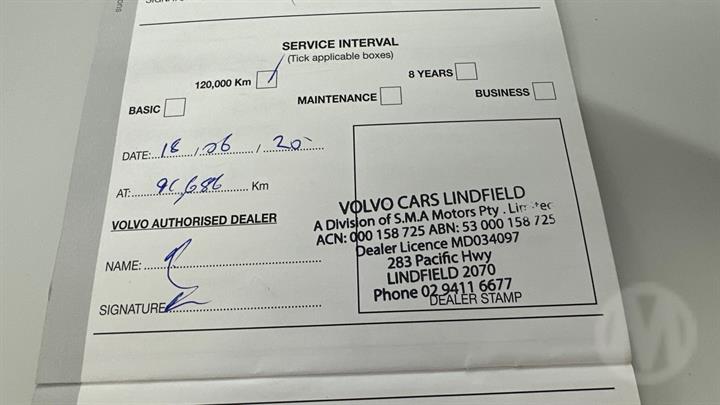 SERVICE INTERVAL
(Tick applicable boxes)
120,000 Km
8 YEARS
BASIC
MAINTENANCE
BUSINESS
DATE: 18 / 06 / 20
AT: Km
VOLVO AUTHORISED DEALER
NAME:
SIGNATURE
VOLVO CARS LINDFIELD
A Division of S.M.A Motors Pty. Limited
ACN: 000 158 725 ABN: 53 000 158 725
Dealer Licence MD034097
283 Pacific Hwy
LINDFIELD 2070
Phone 02 9411 6677
DEALER STAMP
M